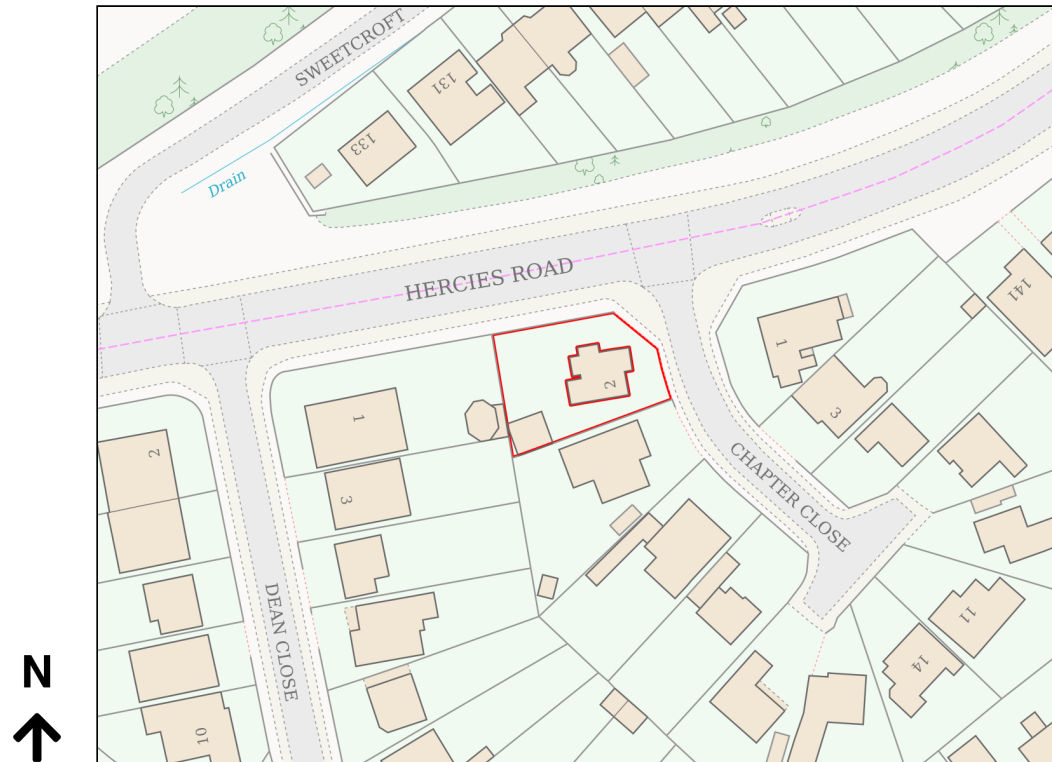 SWEETCROFT
131
133
Drain
HERCIES ROAD
141
1
2
3
1
2
3
CHAPTER CLOSE
DEAN CLOSE
11
14
10
N